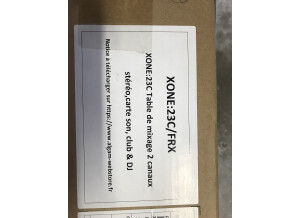 XONE:23C/FRX
XONE:23C Table de mixage 2 canaux
stéréo,carte son, club & DJ
Notice à télécharger sur https://www.algam-webstore.fr